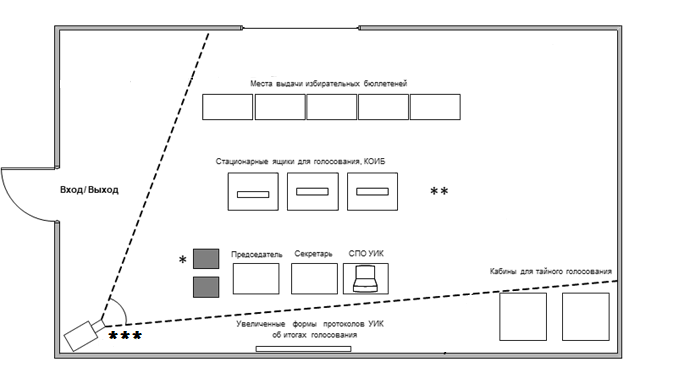 Места выдачи избирательных бюллетеней
Стационарные ящики для голосования, КОИБ
Вход/Выход
**
*
Председатель
Секретарь
СПО УИК
Кабины для тайного голосования
Увеличенные формы протоколов УИК
об итогах голосования
***